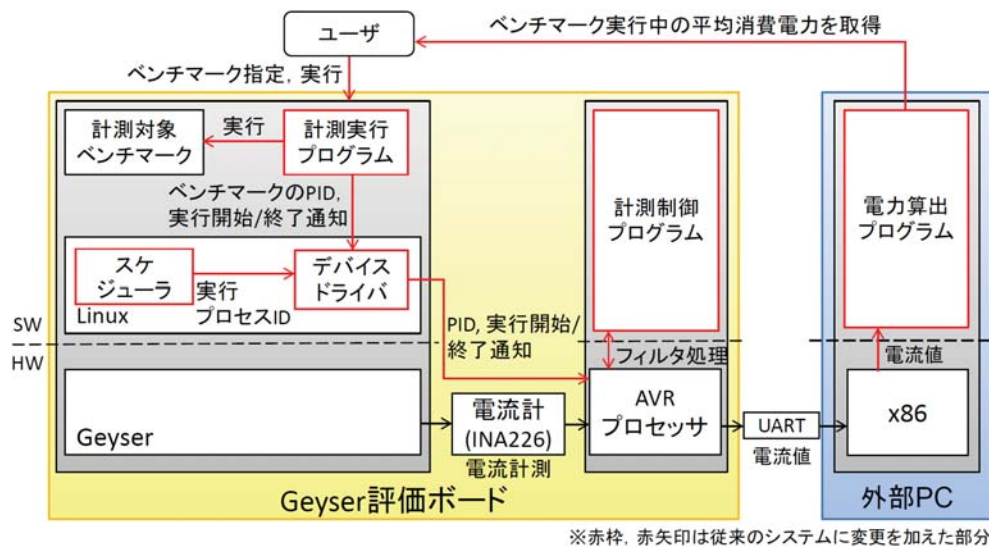 ユーザ
ベンチマーク実行中の平均消費電力を取得
ベンチマーク指定, 実行
計測対象
ベンチマーク
実行
計測実行
プログラム
ベンチマークのPID,
実行開始/終了通知
スケ
ジューラ
実行
プロセスID
デバイス
ドライバ
Linux
計測制御
プログラム
電力算出
プログラム
SW
HW
PID, 実行開始/
終了通知
フィルタ処理
電流値
Geyser
電流計
(INA226)
電流計測
AVR
プロセッサ
UART
電流値
x86
Geyser評価ボード
外部PC
※赤枠, 赤矢印は従来のシステムに変更を加えた部分